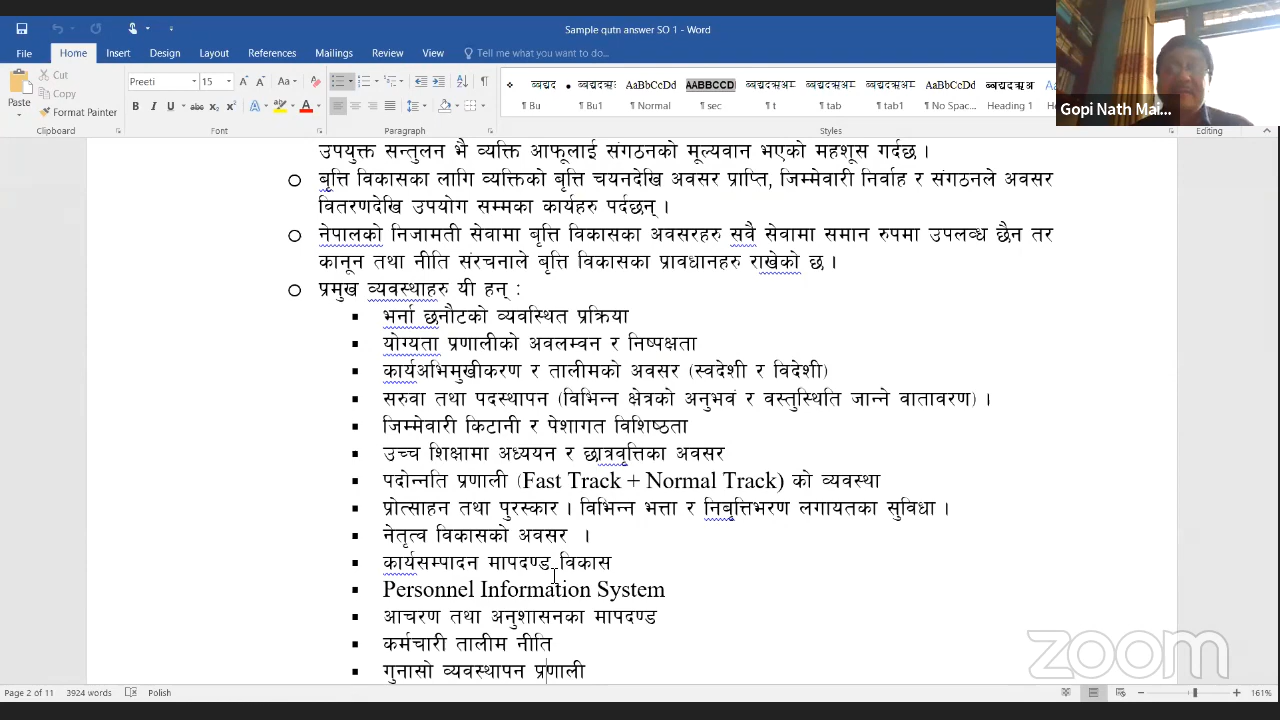 Sample qutn answer SO 1 - Word
File Home Insert Design Layout References Mailings Review View Tell me what you want to do...
Paste
Cut
Copy
Format Painter
Preeti 15
¶ Bu ¶ Bu1 ¶ Normal ¶ sec ¶ t ¶ tab ¶ tab1 ¶ No Spac... Heading 1
Gopi Nath Mai...
Clipboard Font Paragraph Styles Editing
उपयुक्त सन्तुलन भै व्यक्ति आफूलाई संगठनको मूल्यवान भएको महशूस गर्दछ ।
बृत्ति विकासका लागि व्यक्तिको बृत्ति चयनदेखि अवसर प्राप्ति, जिम्मेवारी निर्वाह र संगठनले अवसर
वितरणदेखि उपयोग सम्मका कार्यहरु पर्दछन् ।
नेपालको निजामती सेवामा बृत्ति विकासका अवसरहरु सवै सेवामा समान रुपमा उपलब्ध छैन तर
कानून तथा नीति संरचनाले बृत्ति विकासका प्रावधानहरु राखेको छ ।
प्रमुख व्यवस्थाहरु यी हन् :
भर्ना छनौटको व्यवस्थित प्रक्रिया
योग्यता प्रणालीको अवलम्वन र निष्पक्षता
कार्यअभिमुखीकरण र तालीमको अवसर (स्वदेशी र विदेशी)
सरुवा तथा पदस्थापन (विभिन्न क्षेत्रको अनुभवं र वस्तुस्थिति जान्ने वातावरण) ।
जिम्मेवारी किटानी र पेशागत विशिष्ठता
उच्च शिक्षामा अध्ययन र छात्रवृत्तिका अवसर
पदोन्नति प्रणाली (Fast Track + Normal Track) को व्यवस्था
प्रोत्साहन तथा पुरस्कार । विभिन्न भत्ता र निबृत्तिभरण लगायतका सुविधा ।
नेतृत्व विकासको अवसर ।
कार्यसम्पादन मापदण्ड विकास
Personnel Information System
आचरण तथा अनुशासनका मापदण्ड
कर्मचारी तालीम नीति
गुनासो व्यवस्थापन प्रणाली
zoom
Page 2 of 11 3924 words Polish 161%